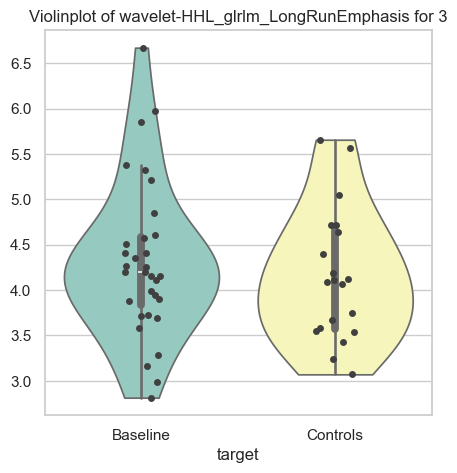 Violinplot of wavelet-HHL_glrlm_LongRunEmphasis for 3
6.5
6.0
5.5
5.0
4.5
4.0
3.5
3.0
Baseline Controls
target